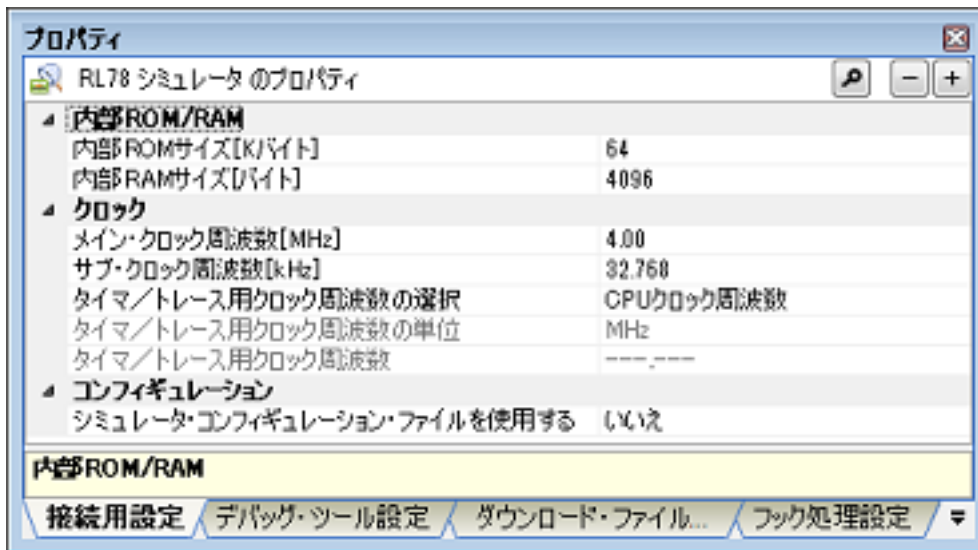 プロパティ
RL78 シミュレータ のプロパティ
内部ROM/RAM
内部ROMサイズ[Kバイト] 64
内部RAMサイズ[バイト] 4096
クロック
メイン・クロック周波数[MHz] 4.00
サブ・クロック周波数[kHz] 32.768
タイマ／トレース用クロック周波数の選択 CPUクロック周波数
タイマ／トレース用クロック周波数の単位 MHz
タイマ／トレース用クロック周波数 ---.---
コンフィギュレーション
シミュレータ・コンフィギュレーション・ファイルを使用する いいえ
内部ROM/RAM
接続用設定 デバッグ・ツール設定 ダウンロード・ファイル... フック処理設定